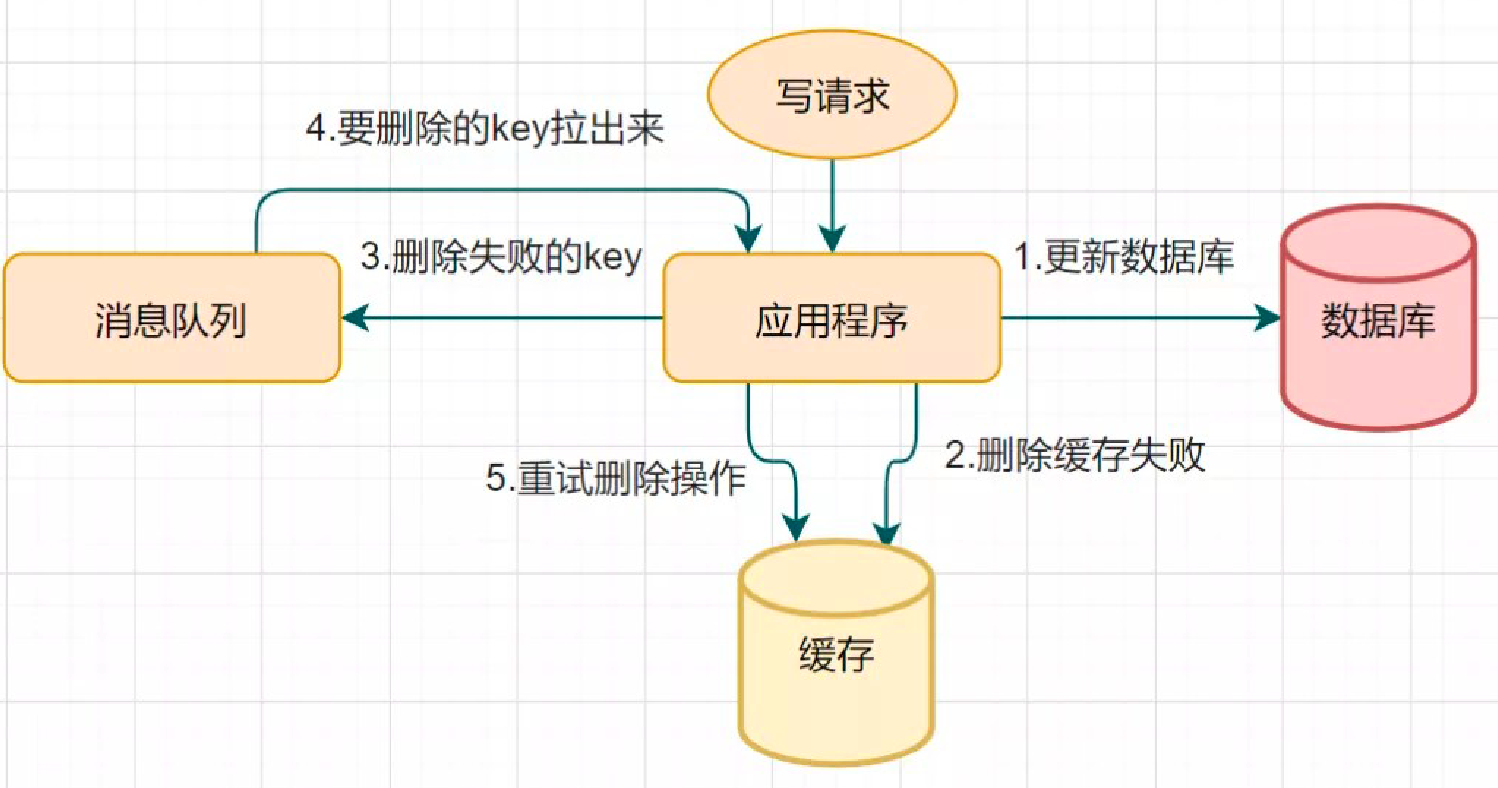 写请求
4.要删除的key拉出来
3.删除失败的key
1.更新数据库
消息队列
应用程序
数据库
5.重试删除操作
2.删除缓存失败
缓存